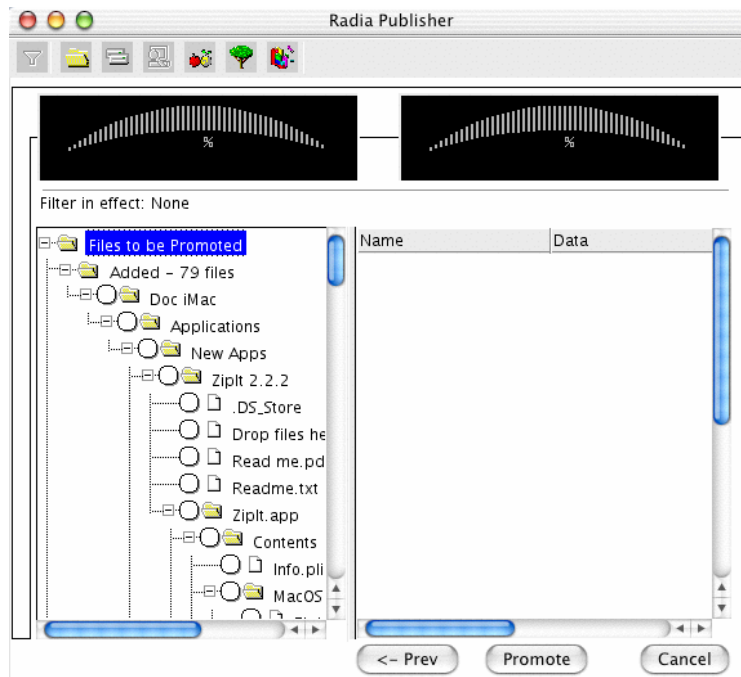 Radia Publisher
% %
Filter in effect: None
Files to be Promoted
Name Data
Added - 79 files
Doc iMac
Applications
New Apps
ZipIt 2.2.2
.DS_Store
Drop files he
Read me.pd
Readme.txt
ZipIt.app
Contents
Info.pli
MacOS
<- Prev Promote Cancel